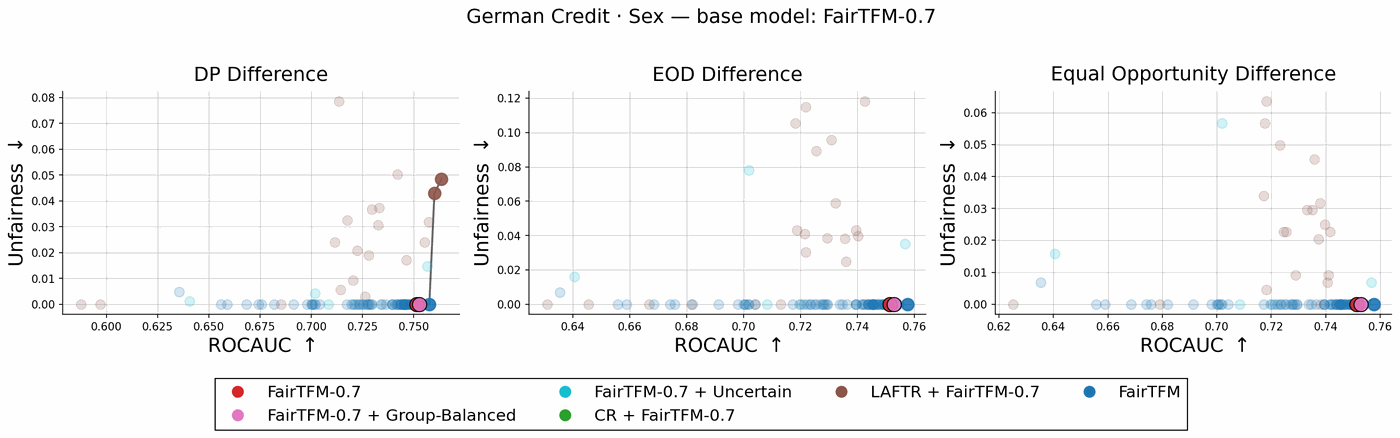 German Credit · Sex — base model: FairTFM-0.7
DP Difference
EOD Difference
Equal Opportunity Difference
Unfairness ↓
0.08
0.07
0.06
0.05
0.04
0.03
0.02
0.01
0.00
0.600
0.625
0.650
0.675
0.700
0.725
0.750
ROCAUC ↑
Unfairness ↓
0.12
0.10
0.08
0.06
0.04
0.02
0.00
0.64
0.66
0.68
0.70
0.72
0.74
0.76
ROCAUC ↑
Unfairness ↓
0.06
0.05
0.04
0.03
0.02
0.01
0.00
0.62
0.64
0.66
0.68
0.70
0.72
0.74
0.76
ROCAUC ↑
FairTFM-0.7
FairTFM-0.7 + Uncertain
LAFTR + FairTFM-0.7
FairTFM
FairTFM-0.7 + Group-Balanced
CR + FairTFM-0.7